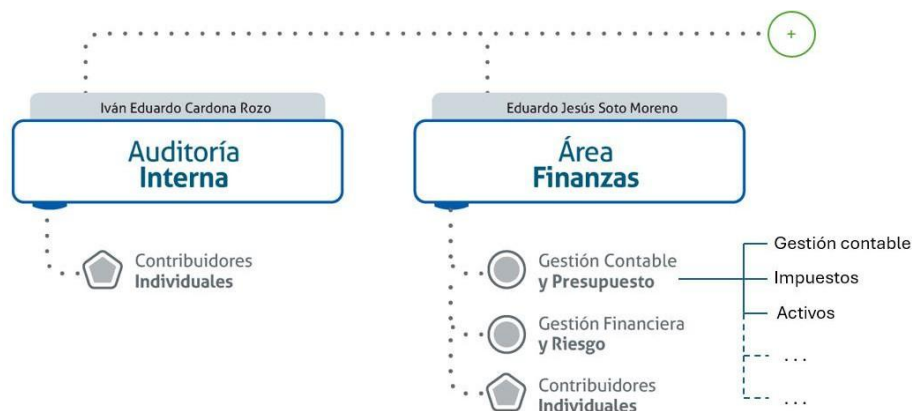 +
Iván Eduardo Cardona Rozo
Auditoría
Interna
Contribuidores
Individuales
Eduardo Jesús Soto Moreno
Área
Finanzas
Gestión Contable
y Presupuesto
Gestión contable
Impuestos
Activos
. . .
. . .
Gestión Financiera
y Riesgo
Contribuidores
Individuales